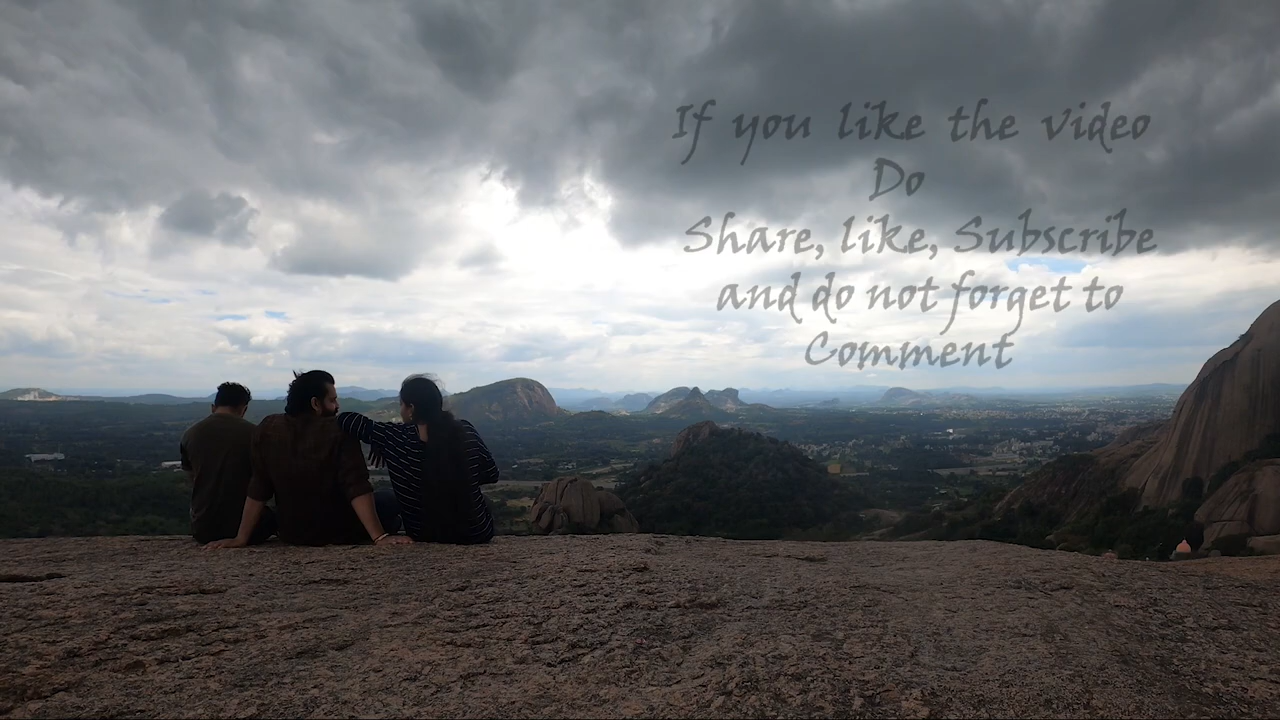 If you like the video
Do
Share, like, Subscribe
and do not forget to
Comment